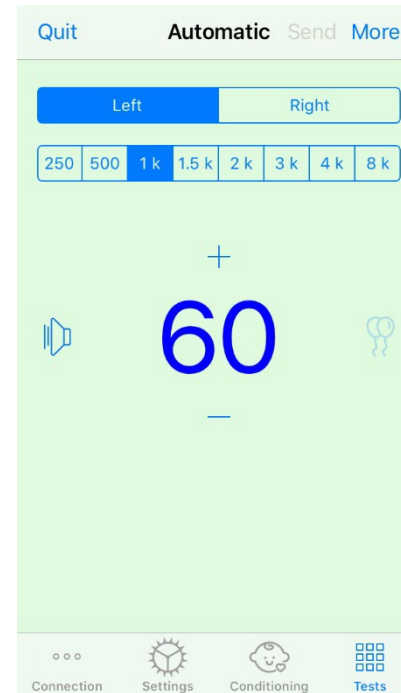 Quit Automatic Send More
Left Right
250 500 1 k 1.5 k 2 k 3 k 4 k 8 k
+
60
—
Connection Settings Conditioning Tests